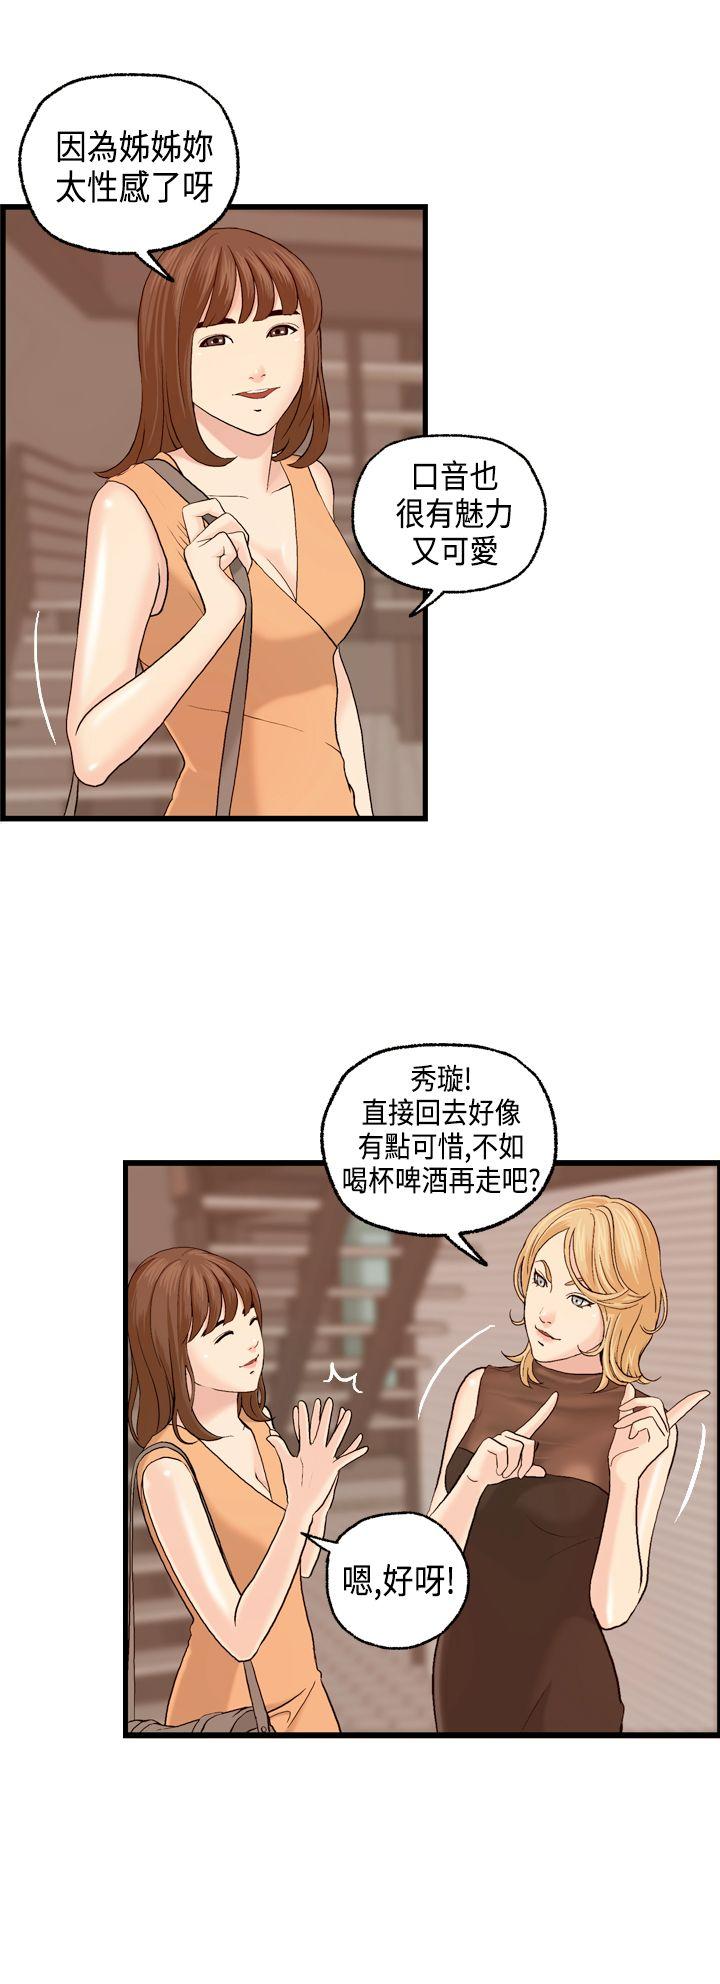 因為姊姊妳
太性感了呀
口音也
很有魅力
又可愛
秀璇!
直接回去好像
有點可惜,不如
喝杯啤酒再走吧?
嗯,好呀!